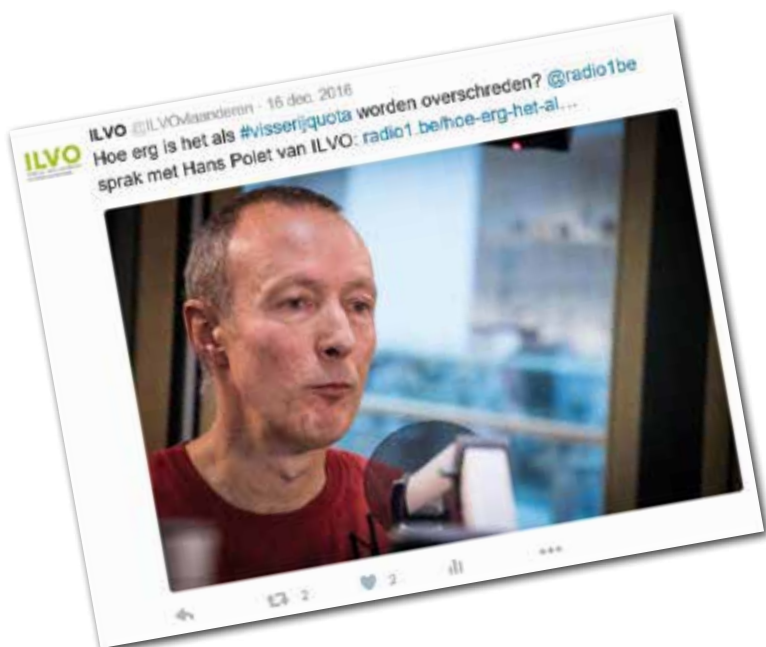 ILVO @ILVOvlaanderen · 16 dec. 2016
Hoe erg is het als #visserijquota worden overschreden? @radio1be
sprak met Hans Polet van ILVO: radio1.be/hoe-erg-het-al…
ILVO
2 2